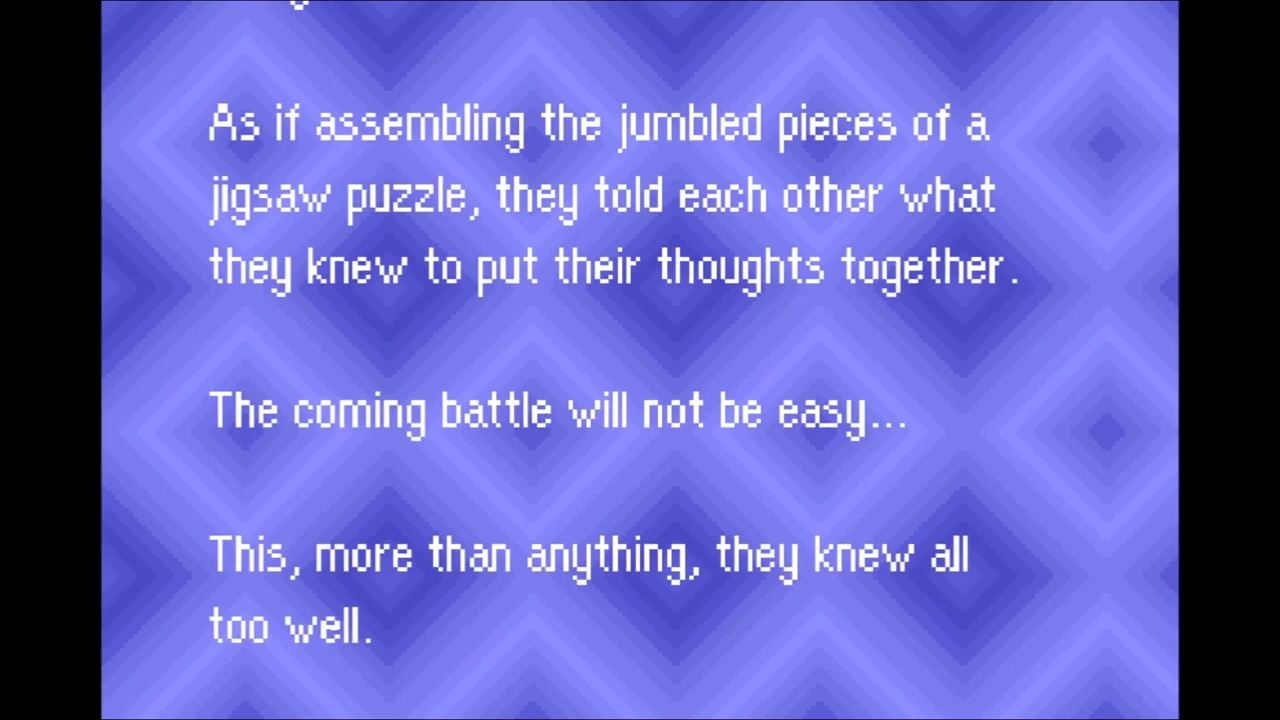 As if assembling the jumbled pieces of a
jigsaw puzzle, they told each other what
they knew to put their thoughts together.
The coming battle will not be easy...
This, more than anything, they knew all
too well.